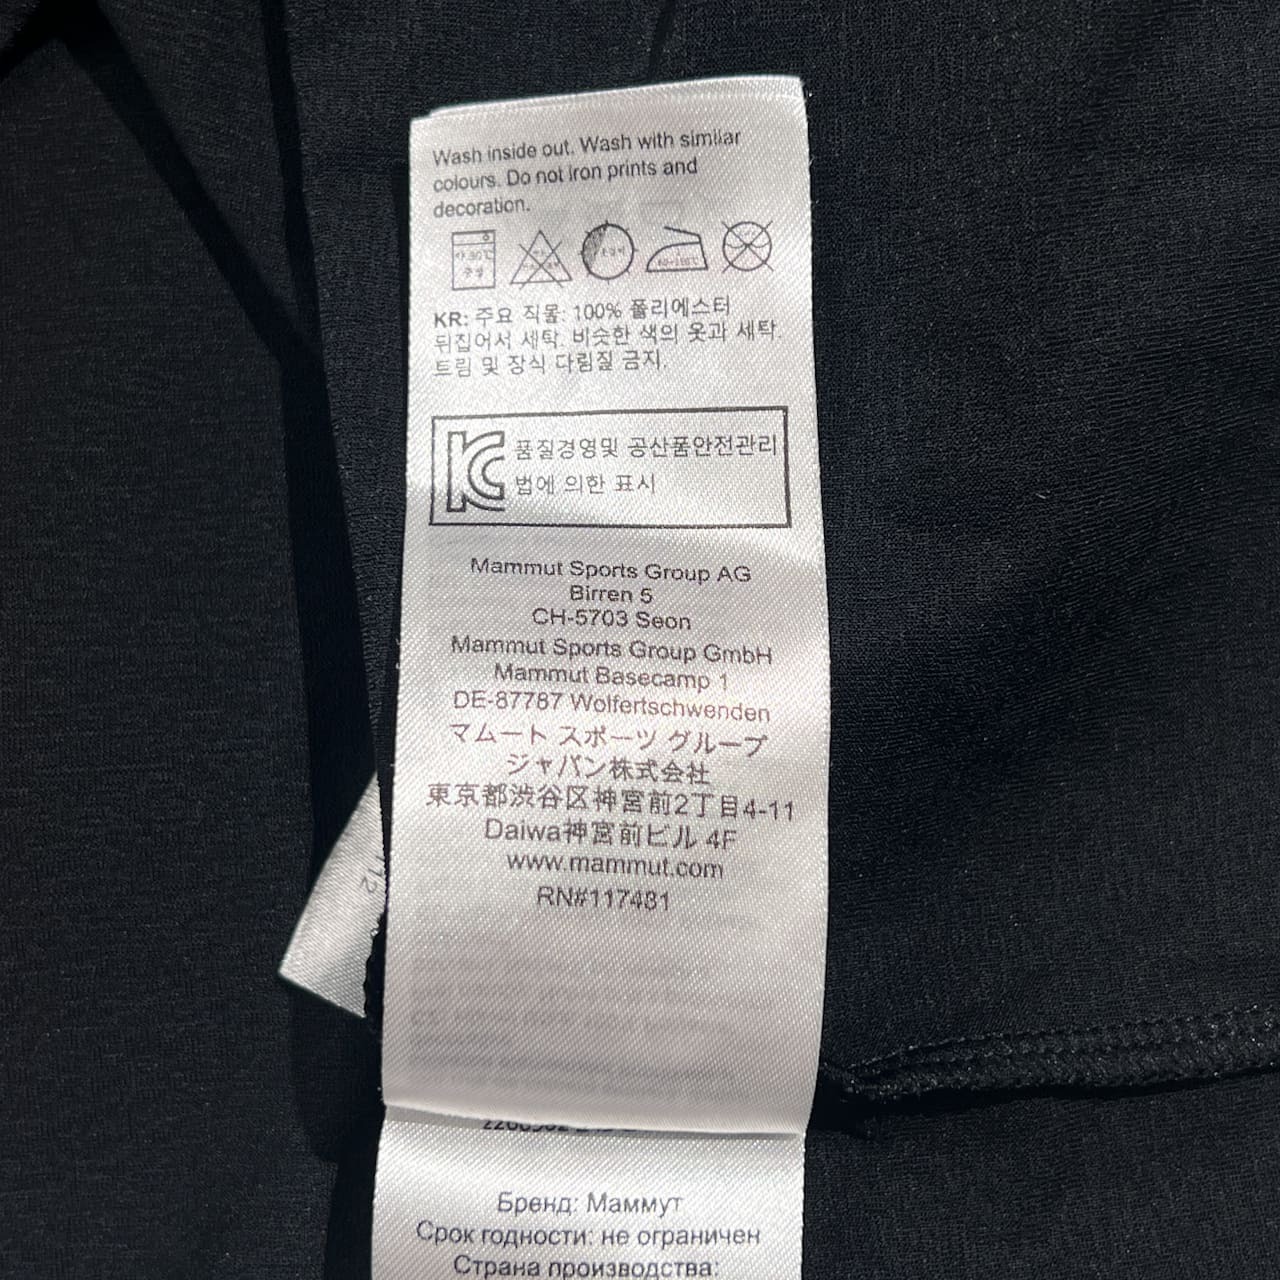 Wash inside out. Wash with similar
colours. Do not iron prints and
decoration.
KR: 주요 직물: 100% 폴리에스터
뒤집어서 세탁. 비슷한 색의 옷과 세탁.
트림 및 장식 다림질 금지.
KC 품질경영및 공산품안전관리
법에 의한 표시
Mammut Sports Group AG
Birren 5
CH-5703 Seon
Mammut Sports Group GmbH
Mammut Basecamp 1
DE-87787 Wolfertschwenden
マムート スポーツ グループ
ジャパン株式会社
東京都渋谷区神宮前2丁目4-11
Daiwa神宮前ビル 4F
www.mammut.com
RN#117481
Бренд: Маммут
Срок годности: не ограничен
Страна производства: